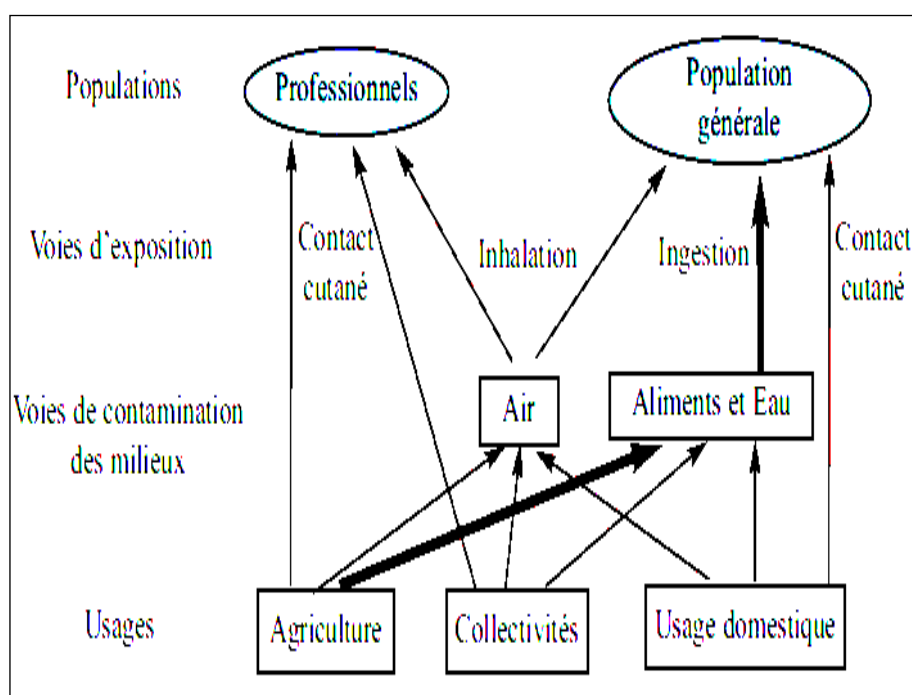 Populations
Professionnels
Population
générale
Voies d'exposition
Contact
cutané
Inhalation
Ingestion
Contact
cutané
Voies de contamination
des milieux
Air
Aliments et Eau
Usages
Agriculture
Collectivités
Usage domestique